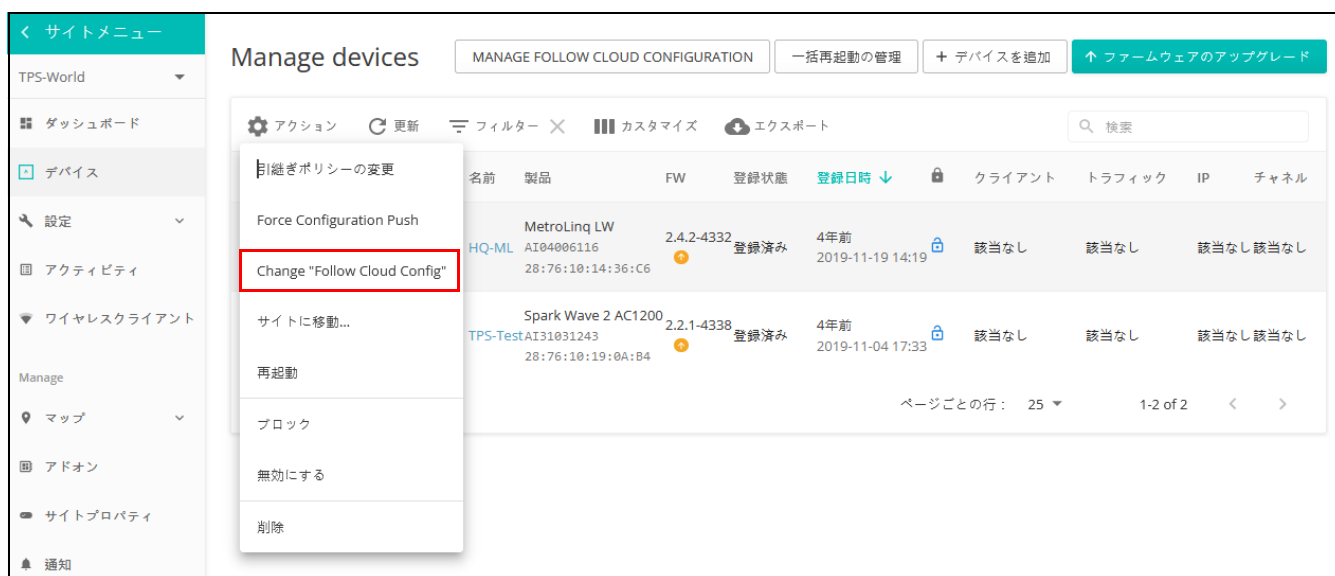 サイトメニュー
TPS-World
ダッシュボード
デバイス
設定
アクティビティ
ワイヤレスクライアント
Manage
マップ
アドオン
サイトプロパティ
通知
Manage devices
MANAGE FOLLOW CLOUD CONFIGURATION
一括再起動の管理
+ デバイスを追加
ファームウェアのアップグレード
アクション 更新 フィルター カスタマイズ エクスポート 検索
引継ぎポリシーの変更
Force Configuration Push
Change "Follow Cloud Config"
サイトに移動...
再起動
ブロック
無効にする
削除
名前 製品 FW 登録状態 登録日時 クライアント トラフィック IP チャネル
HQ-ML
MetroLinq LW
AI04006116
28:76:10:14:36:C6
2.4.2-4332
登録済み
4年前
2019-11-19 14:19
該当なし 該当なし 該当なし 該当なし
TPS-Test
Spark Wave 2 AC1200
AI31031243
28:76:10:19:0A:B4
2.2.1-4338
登録済み
4年前
2019-11-04 17:33
該当なし 該当なし 該当なし 該当なし
ページごとの行： 25 1-2 of 2